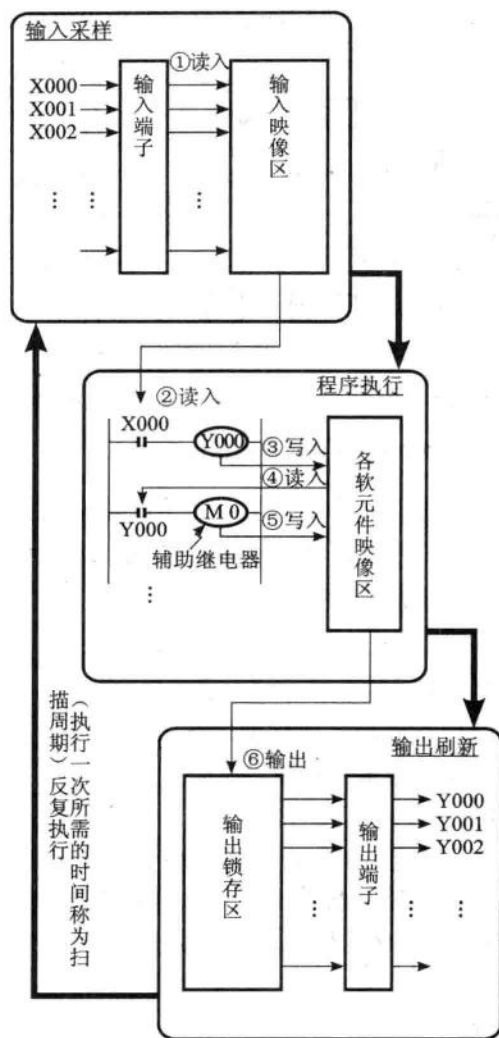 输入采样
①读入
X000
X001
X002
⋮ ⋮ ⋮
输入端子
输入映像区
程序执行
②读入
X000
Y000
③写入
④读入
Y000
M 0
⑤写入
辅助继电器
⋮
各软元件映像区
输出刷新
⑥输出
输出锁存区
输出端子
Y000
Y001
Y002
⋮ ⋮ ⋮
（执行一次所需的时间称为扫
描周期）反复执行